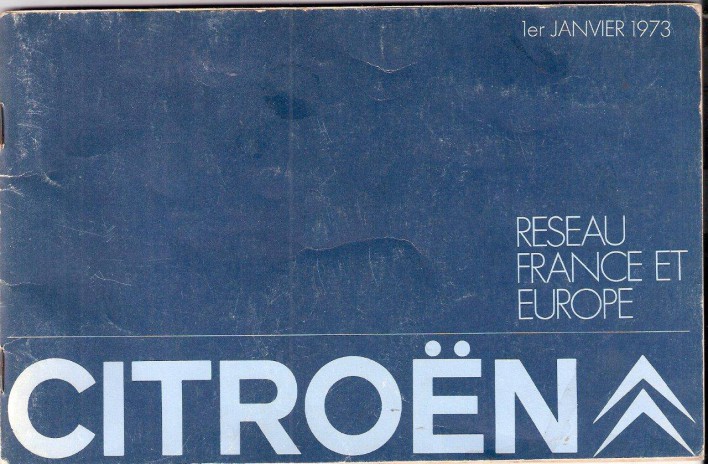 1er JANVIER 1973
RESEAU
FRANCE ET
EUROPE
CITROËN